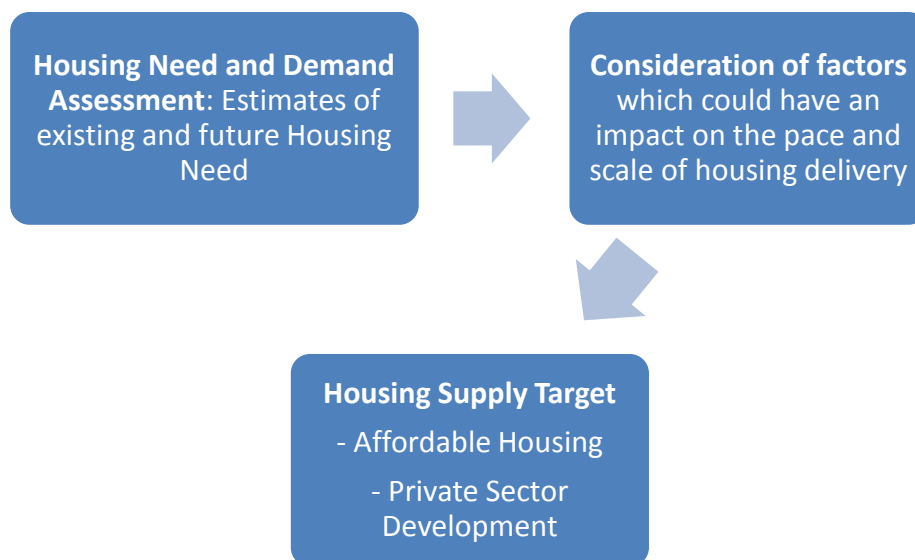 Housing Need and Demand
Assessment: Estimates of
existing and future Housing
Need
Consideration of factors
which could have an
impact on the pace and
scale of housing delivery
Housing Supply Target
- Affordable Housing
- Private Sector
Development